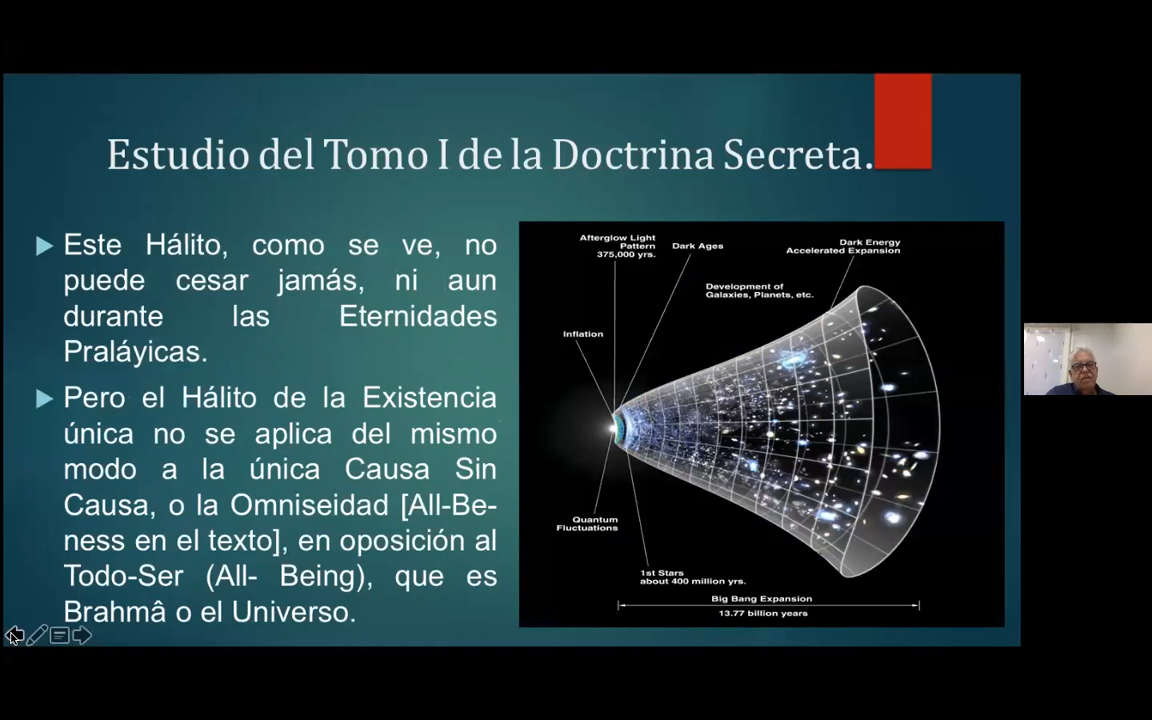 Estudio del Tomo I de la Doctrina Secreta.
Este Hálito, como se ve, no
puede cesar jamás, ni aun
durante las Eternidades
Praláyicas.
Pero el Hálito de la Existencia
única no se aplica del mismo
modo a la única Causa Sin
Causa, o la Omniseidad [All-Be-
ness en el texto], en oposición al
Todo-Ser (All- Being), que es
Brahmâ o el Universo.
Afterglow Light
Pattern
375,000 yrs.
Dark Ages
Dark Energy
Accelerated Expansion
Development of
Galaxies, Planets, etc.
Inflation
Quantum
Fluctuations
1st Stars
about 400 million yrs.
Big Bang Expansion
13.77 billion years